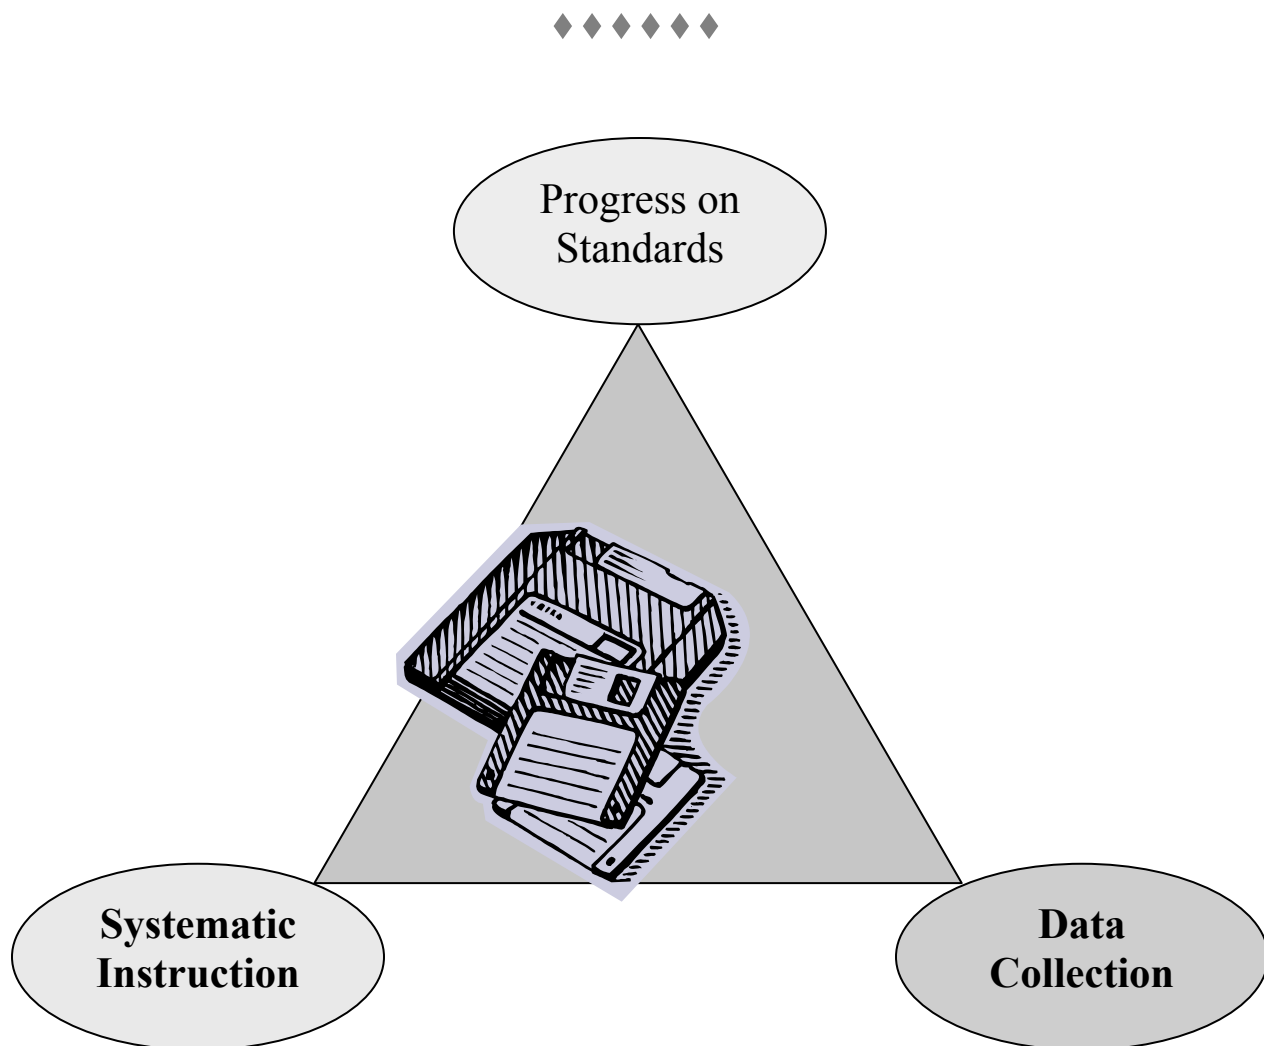 Progress on
Standards
Systematic
Instruction
Data
Collection